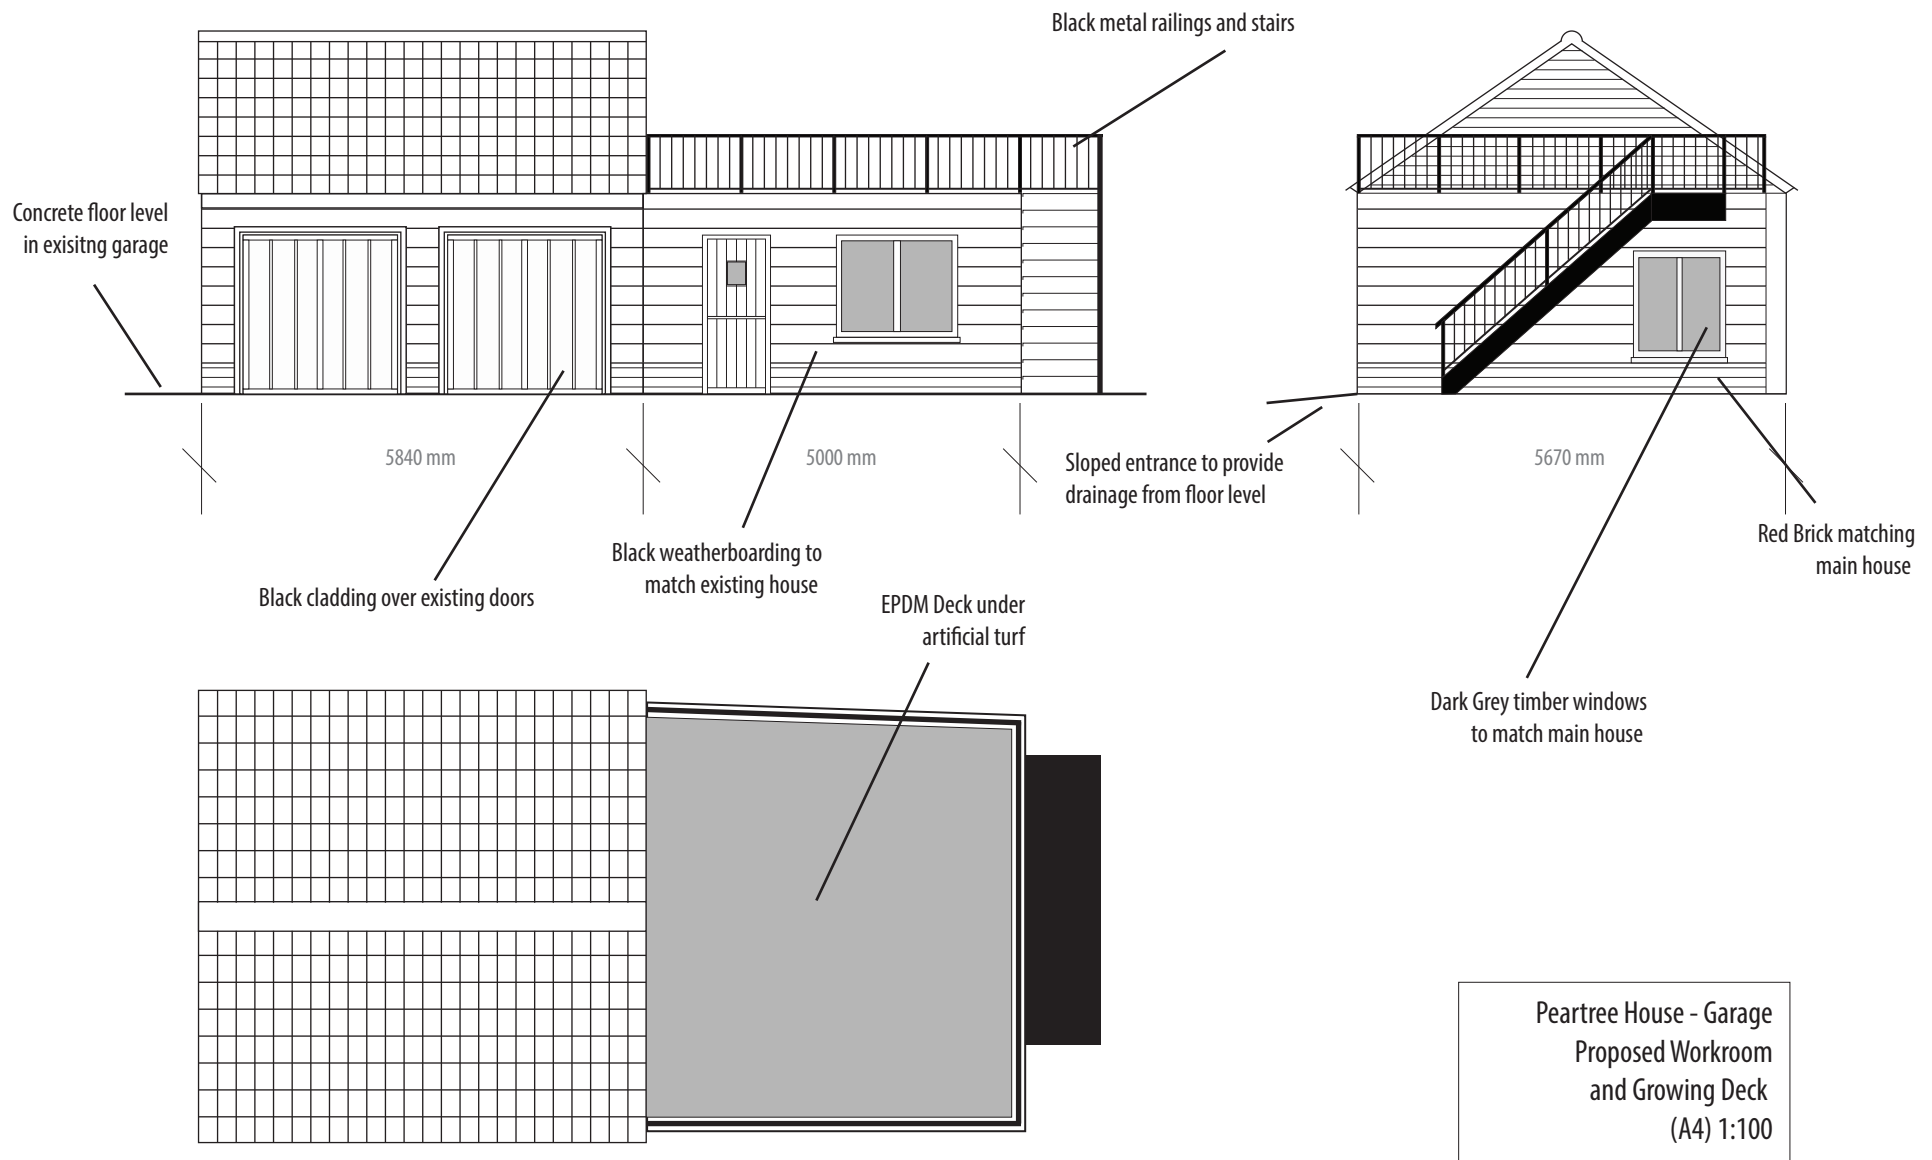 Black metal railings and stairs
Concrete floor level
in exisitng garage
5840 mm
5000 mm
5670 mm
Sloped entrance to provide
drainage from floor level
Red Brick matching
main house
Black weatherboarding to
match existing house
Black cladding over existing doors
EPDM Deck under
artificial turf
Dark Grey timber windows
to match main house
Peartree House - Garage
Proposed Workroom
and Growing Deck
(A4) 1:100